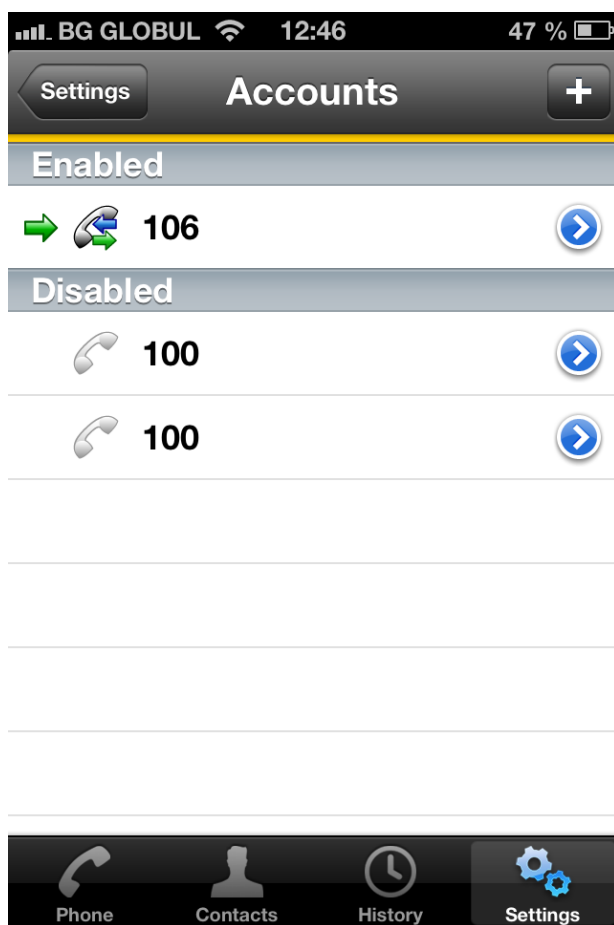 BG GLOBUL 12:46 47 %
Settings Accounts +
Enabled
106
Disabled
100
100
Phone Contacts History Settings